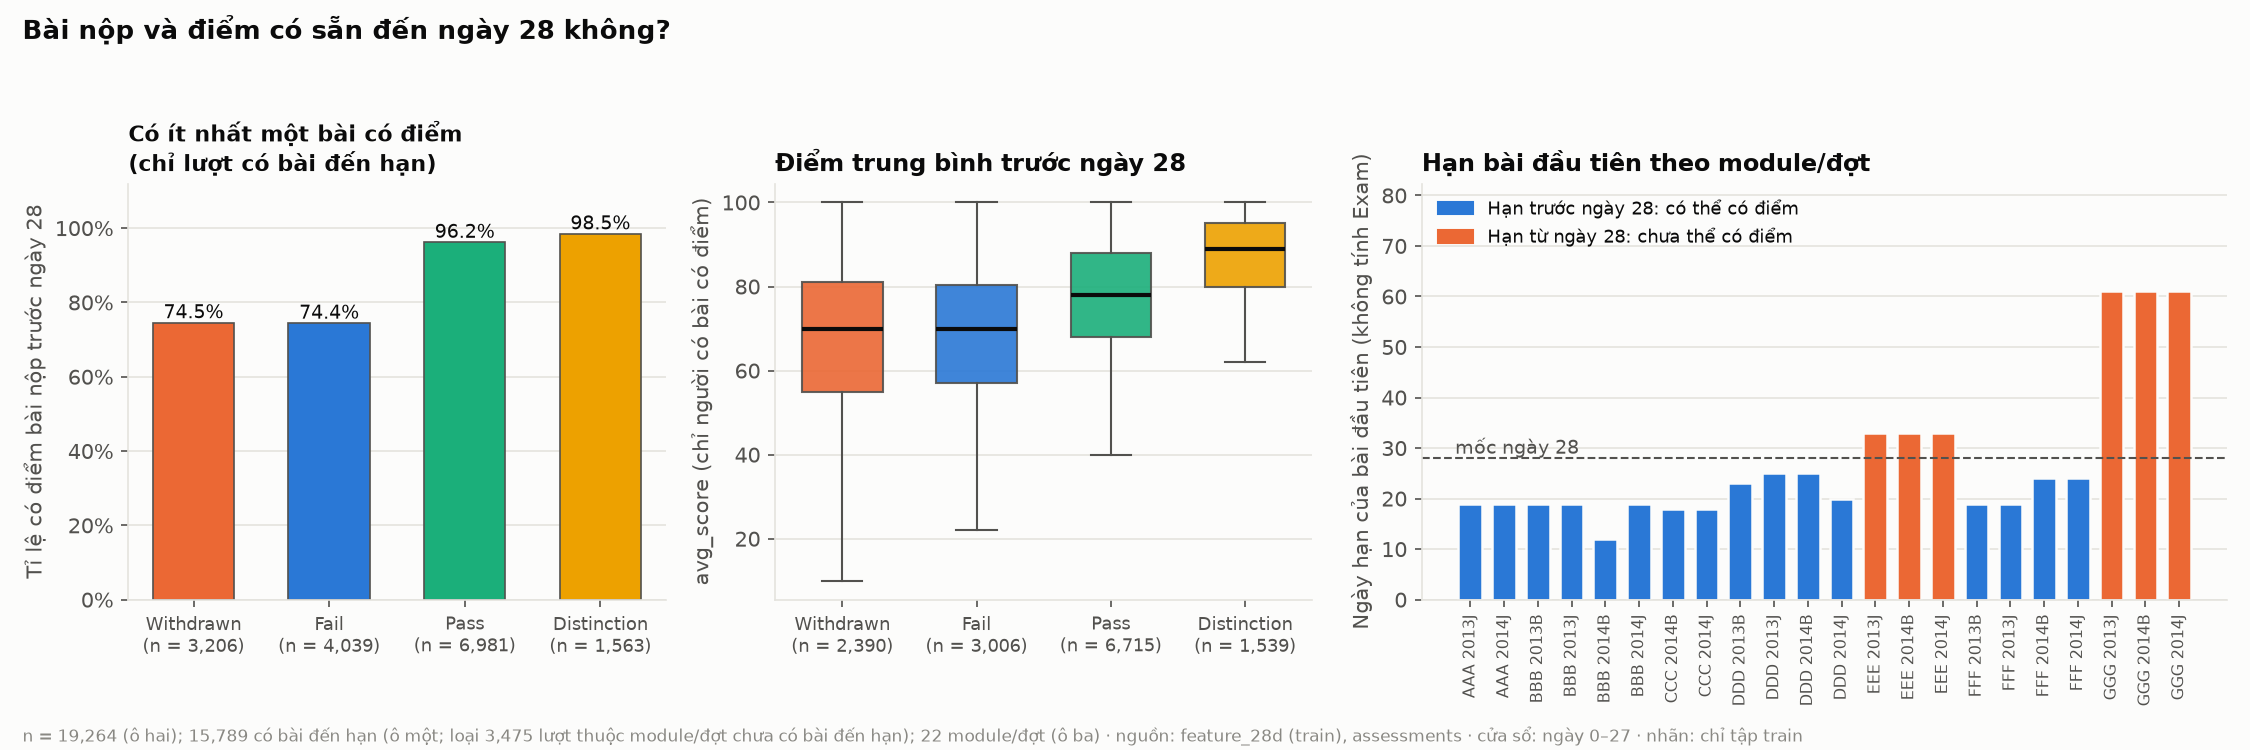 Bài nộp và điểm có sẵn đến ngày 28 không?
Có ít nhất một bài có điểm
(chỉ lượt có bài đến hạn)
Tỉ lệ có điểm bài nộp trước ngày 28
100%
80%
60%
40%
20%
0%
74.5%
74.4%
96.2%
98.5%
Withdrawn
(n = 3,206)
Fail
(n = 4,039)
Pass
(n = 6,981)
Distinction
(n = 1,563)
Điểm trung bình trước ngày 28
avg_score (chỉ người có bài có điểm)
100
80
60
40
20
Withdrawn
(n = 2,390)
Fail
(n = 3,006)
Pass
(n = 6,715)
Distinction
(n = 1,539)
Hạn bài đầu tiên theo module/đợt
Ngày hạn của bài đầu tiên (không tính Exam)
80
70
60
50
40
30
20
10
0
Hạn trước ngày 28: có thể có điểm
Hạn từ ngày 28: chưa thể có điểm
mốc ngày 28
AAA 2013J
AAA 2014J
BBB 2013B
BBB 2013J
BBB 2014B
BBB 2014J
CCC 2014B
CCC 2014J
DDD 2013B
DDD 2013J
DDD 2014B
DDD 2014J
EEE 2013J
EEE 2014B
EEE 2014J
FFF 2013B
FFF 2013J
FFF 2014B
FFF 2014J
GGG 2013J
GGG 2014B
GGG 2014J
n = 19,264 (ô hai); 15,789 có bài đến hạn (ô một; loại 3,475 lượt thuộc module/đợt chưa có bài đến hạn); 22 module/đợt (ô ba) · nguồn: feature_28d (train), assessments · cửa sổ: ngày 0–27 · nhãn: chỉ tập train